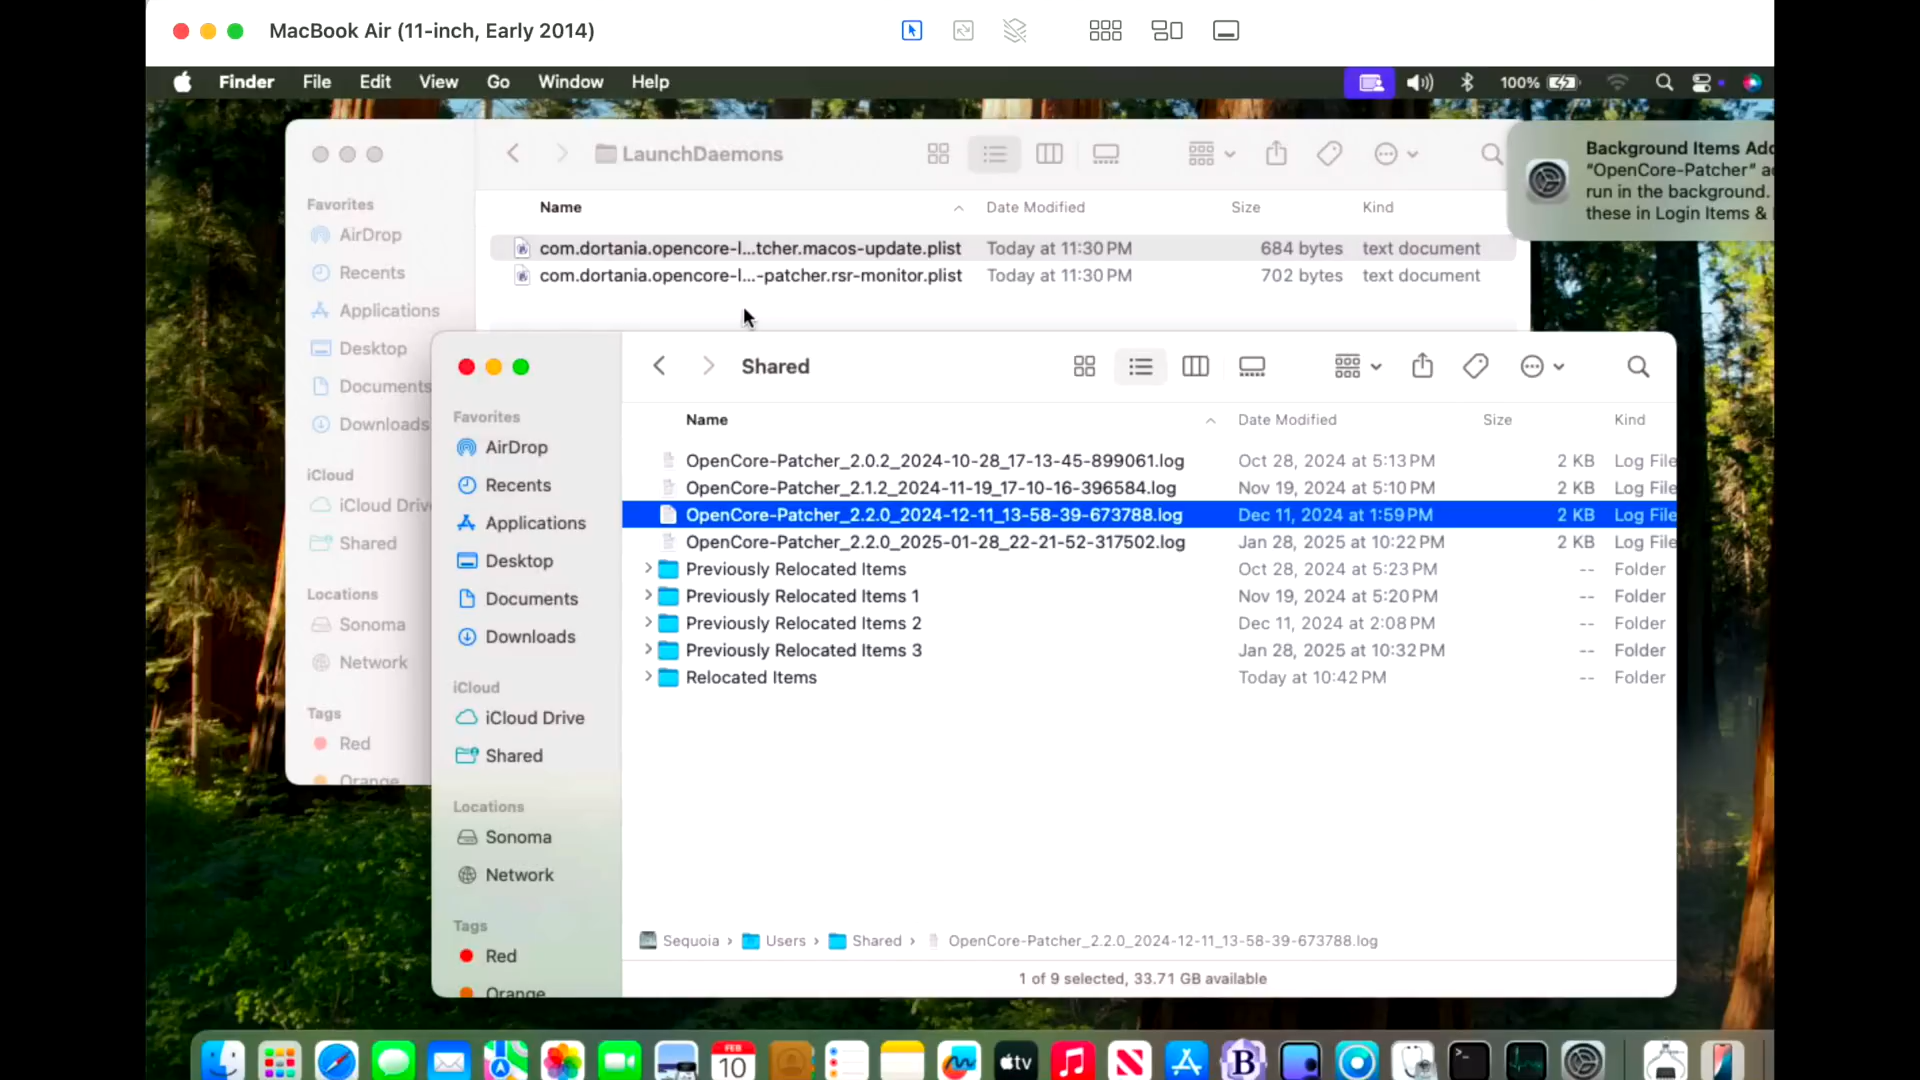 MacBook Air (11-inch, Early 2014)
Finder File Edit View Go Window Help
100%
LaunchDaemons
Favorites
AirDrop
Recents
Applications
Desktop
Documents
Downloads
iCloud
iCloud Driv
Shared
Locations
Sonoma
Network
Tags
Red
Orange
Name Date Modified Size Kind
com.dortania.opencore-l...tcher.macos-update.plist Today at 11:30 PM 684 bytes text document
com.dortania.opencore-l...-patcher.rsr-monitor.plist Today at 11:30 PM 702 bytes text document
Background Items Add
“OpenCore-Patcher” a
run in the background.
these in Login Items &
Shared
Favorites
AirDrop
Recents
Applications
Desktop
Documents
Downloads
iCloud
iCloud Drive
Shared
Locations
Sonoma
Network
Tags
Red
Orange
Name Date Modified Size Kind
OpenCore-Patcher_2.0.2_2024-10-28_17-13-45-899061.log Oct 28, 2024 at 5:13 PM 2 KB Log File
OpenCore-Patcher_2.1.2_2024-11-19_17-10-16-396584.log Nov 19, 2024 at 5:10 PM 2 KB Log File
OpenCore-Patcher_2.2.0_2024-12-11_13-58-39-673788.log Dec 11, 2024 at 1:59 PM 2 KB Log File
OpenCore-Patcher_2.2.0_2025-01-28_22-21-52-317502.log Jan 28, 2025 at 10:22 PM 2 KB Log File
Previously Relocated Items Oct 28, 2024 at 5:23 PM -- Folder
Previously Relocated Items 1 Nov 19, 2024 at 5:20 PM -- Folder
Previously Relocated Items 2 Dec 11, 2024 at 2:08 PM -- Folder
Previously Relocated Items 3 Jan 28, 2025 at 10:32 PM -- Folder
Relocated Items Today at 10:42 PM -- Folder
Sequoia › Users › Shared › OpenCore-Patcher_2.2.0_2024-12-11_13-58-39-673788.log
1 of 9 selected, 33.71 GB available
FEB
10
tv
B